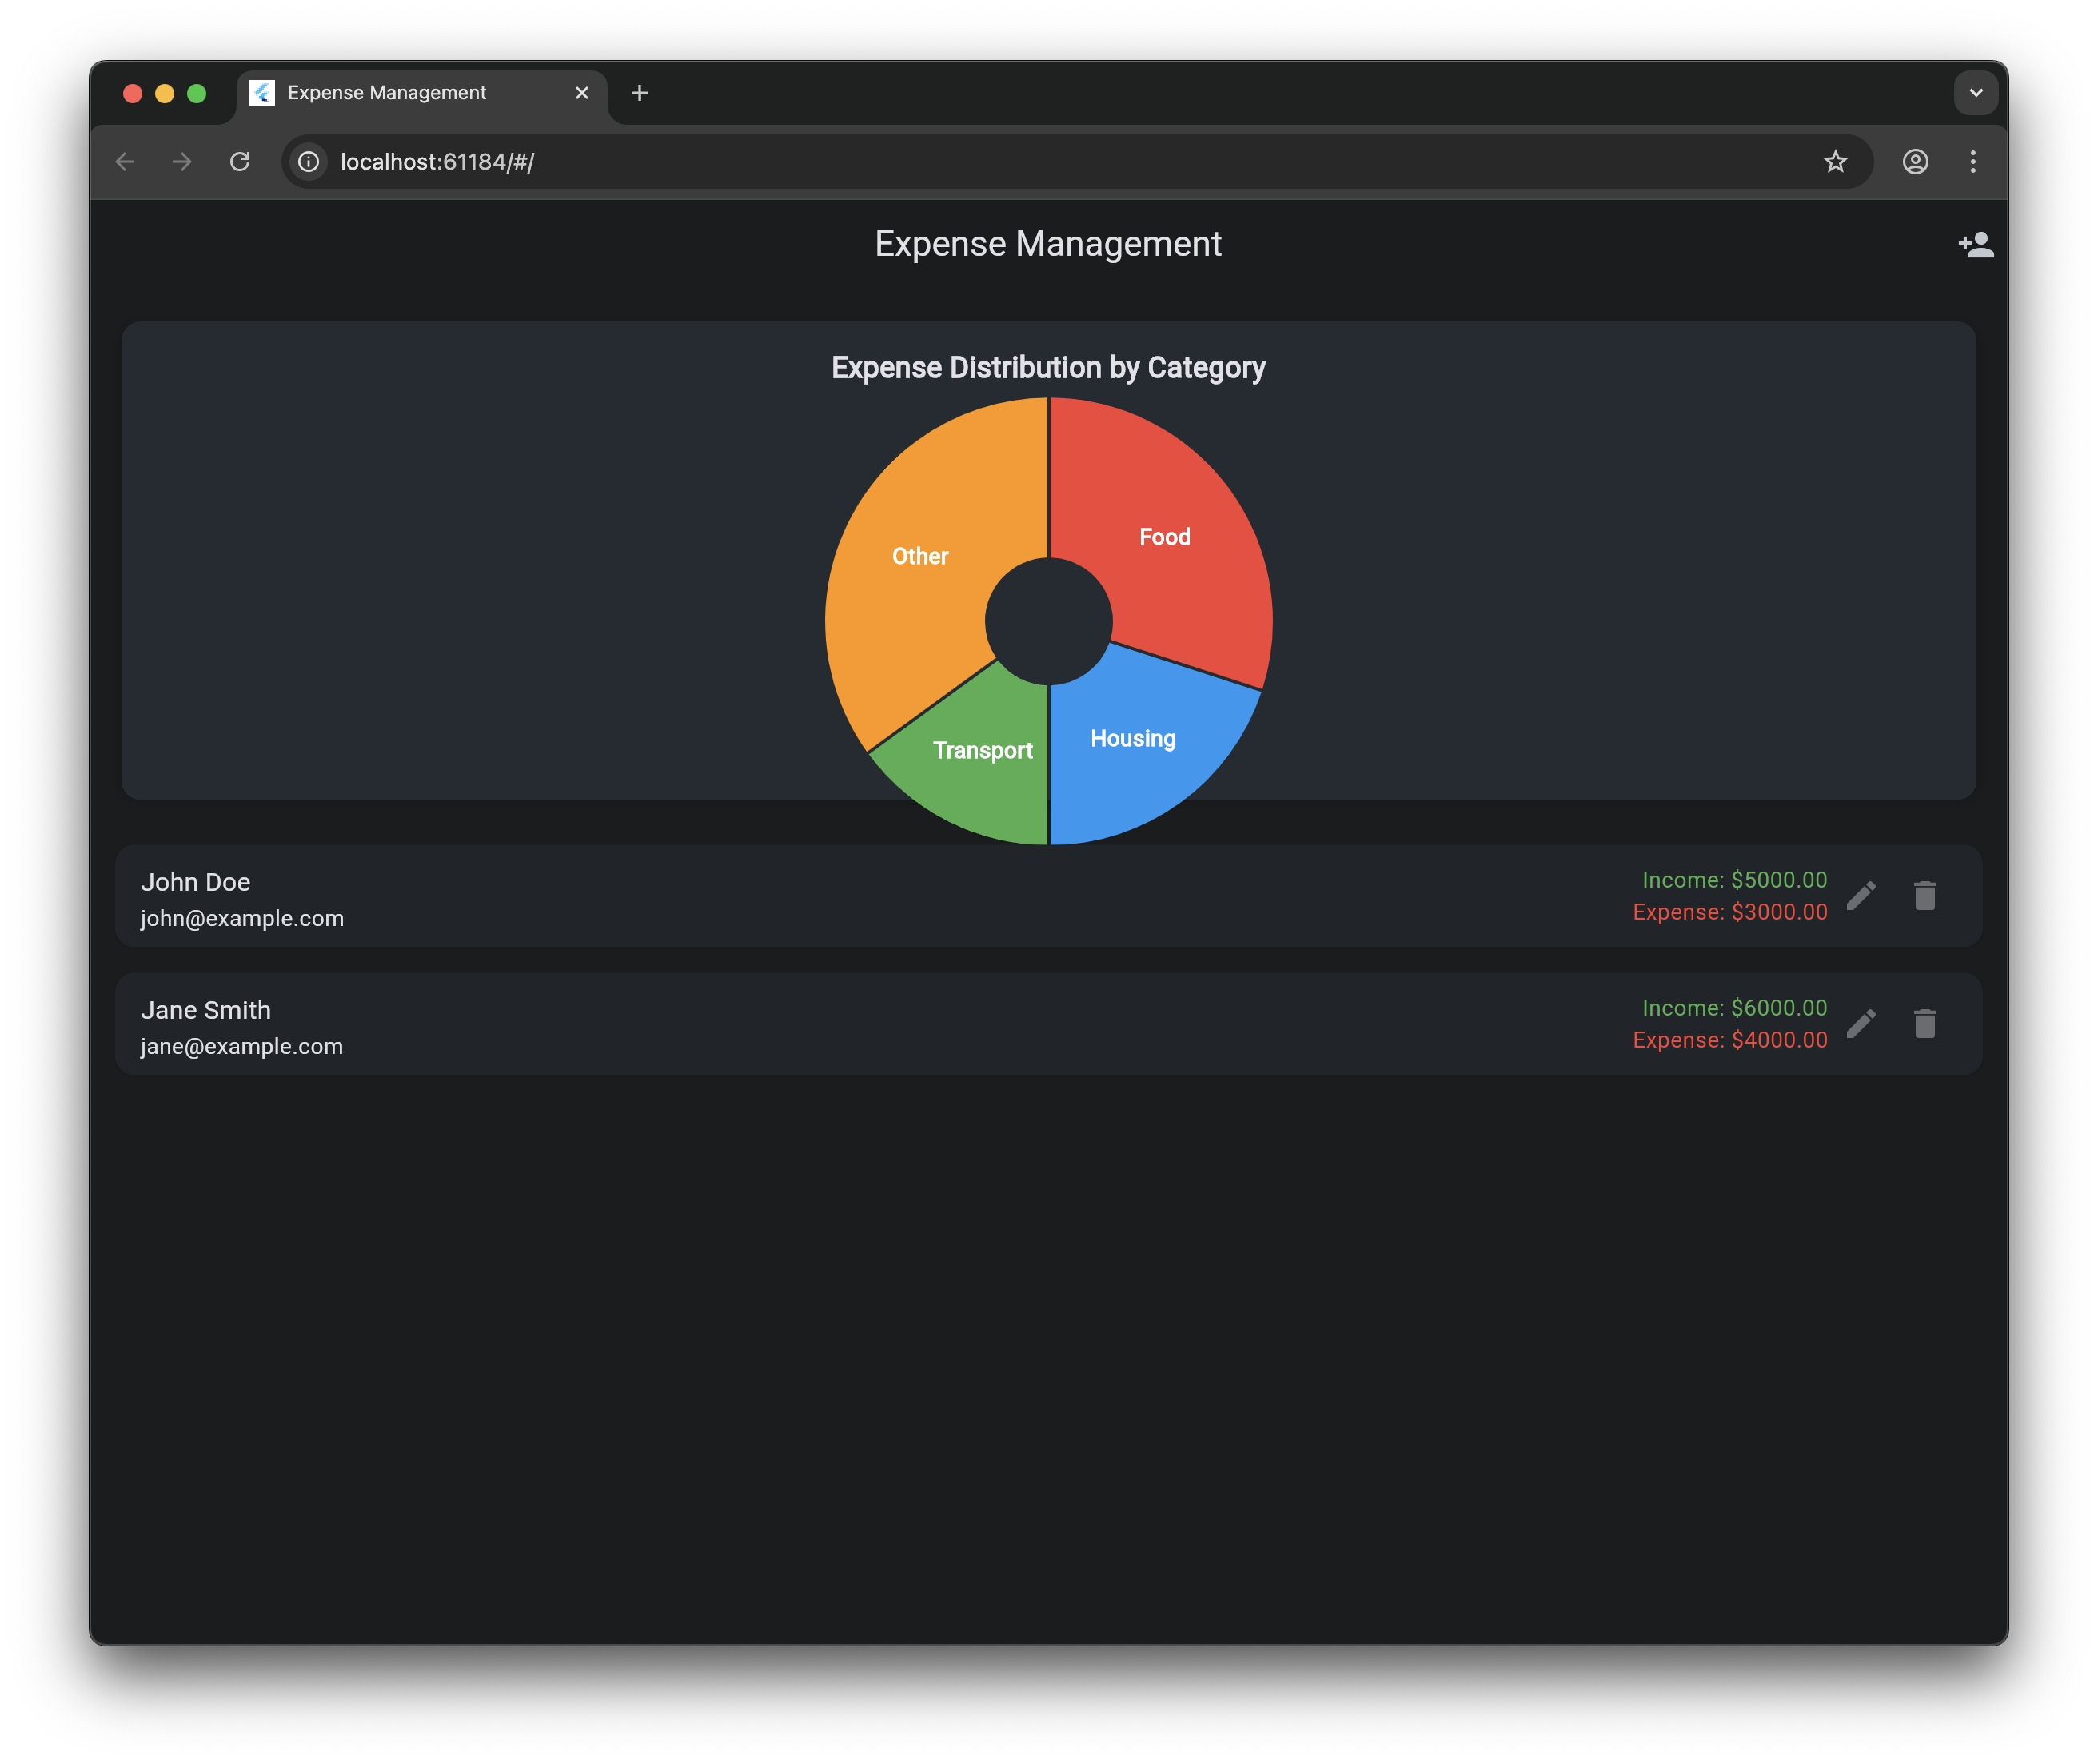 Expense Management
localhost:61184/#/
Expense Management
Expense Distribution by Category
Food
Other
Housing
Transport
John Doe
john@example.com
Income: $5000.00
Expense: $3000.00
Jane Smith
jane@example.com
Income: $6000.00
Expense: $4000.00